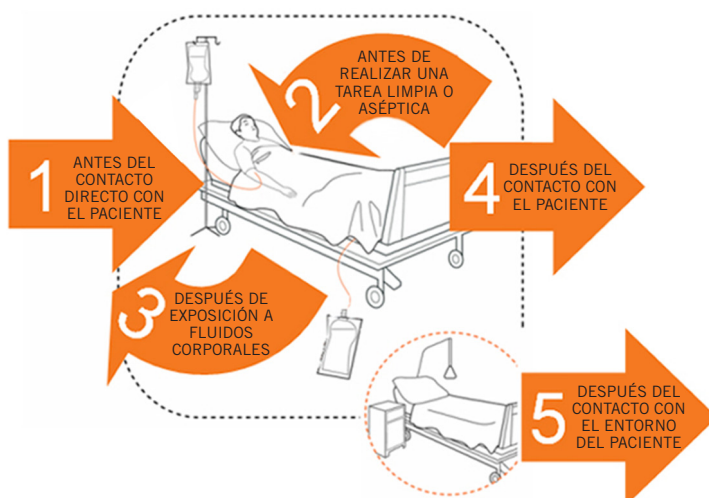 1
ANTES DEL
CONTACTO
DIRECTO CON
EL PACIENTE
2
ANTES DE
REALIZAR UNA
TAREA LIMPIA O
ASÉPTICA
3
DESPUÉS DE
EXPOSICIÓN A
FLUIDOS
CORPORALES
4
DESPUÉS DEL
CONTACTO CON
EL PACIENTE
5
DESPUÉS DEL
CONTACTO CON
EL ENTORNO
DEL PACIENTE